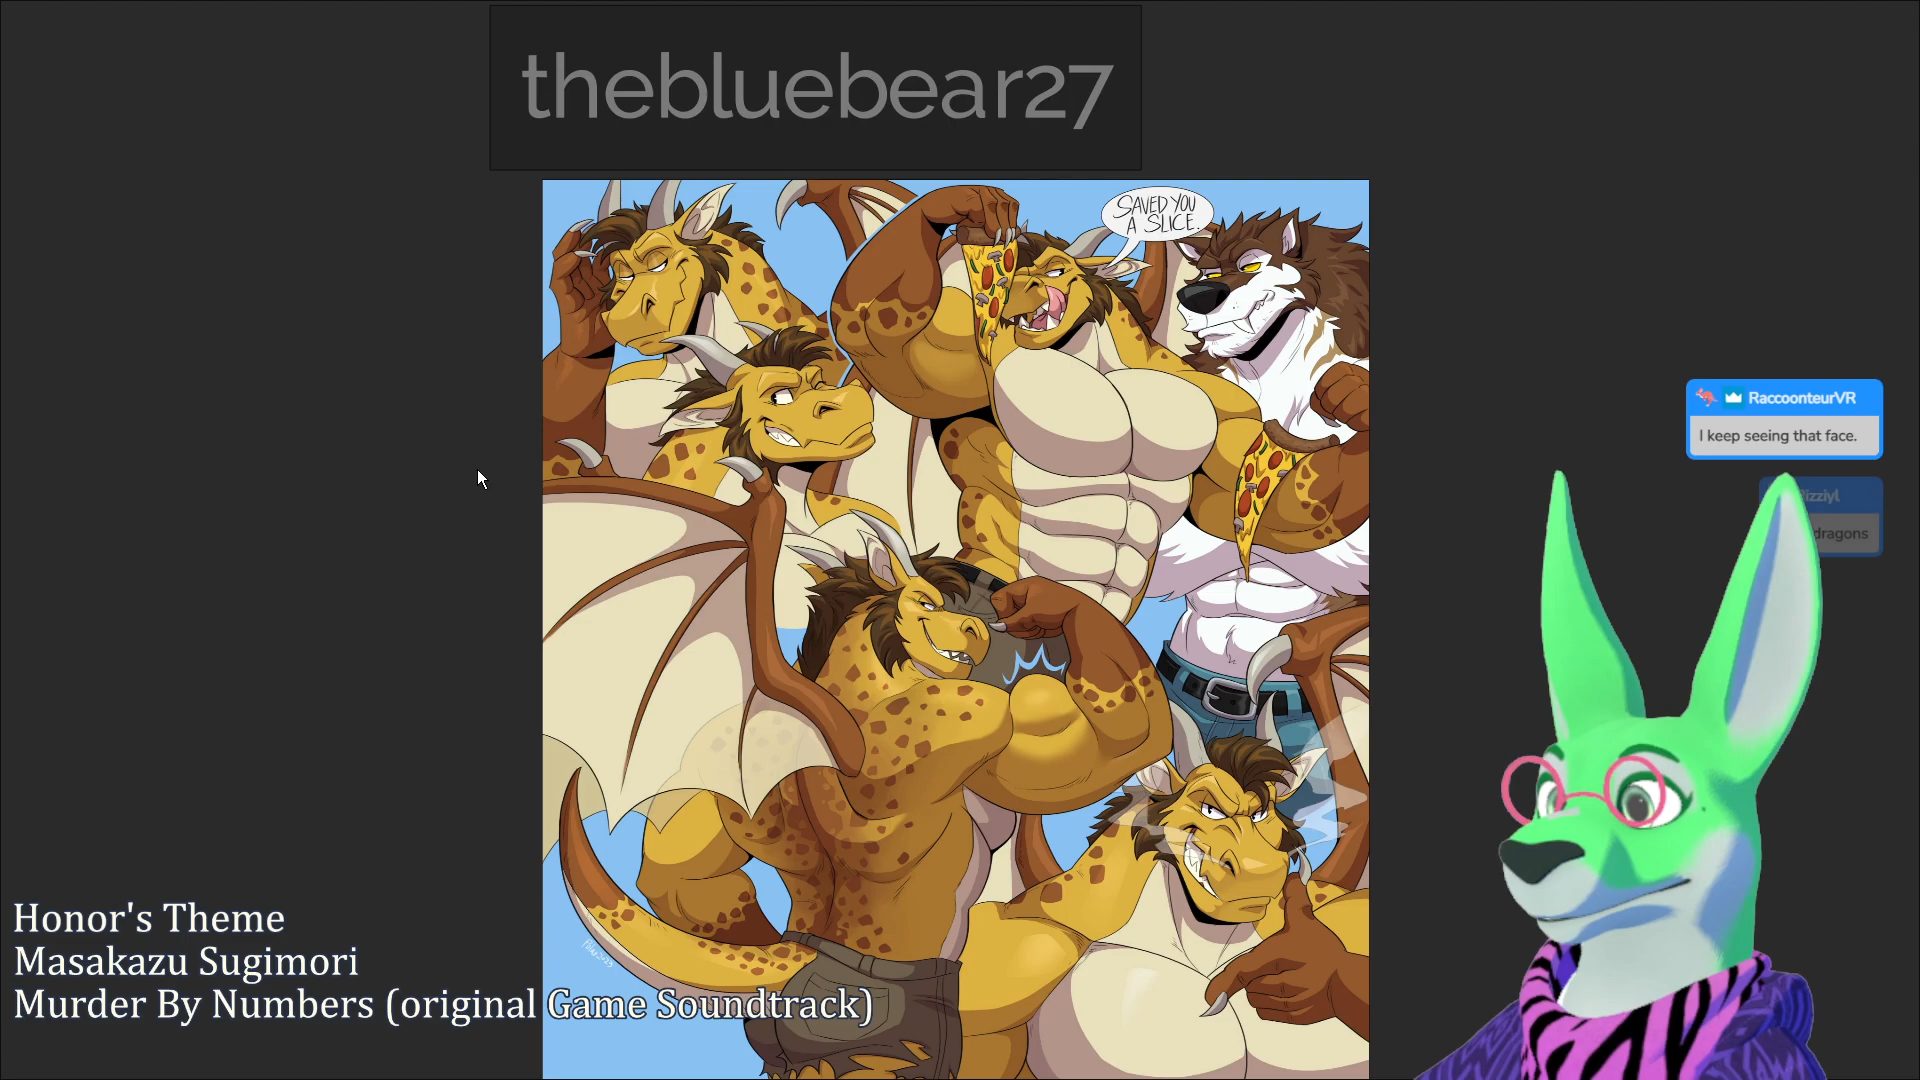 thebluebear27
SAVED YOU
A SLICE.
RaccoonteurVR
I keep seeing that face.
dragons
Honor's Theme
Masakazu Sugimori
Murder By Numbers (original Game Soundtrack)